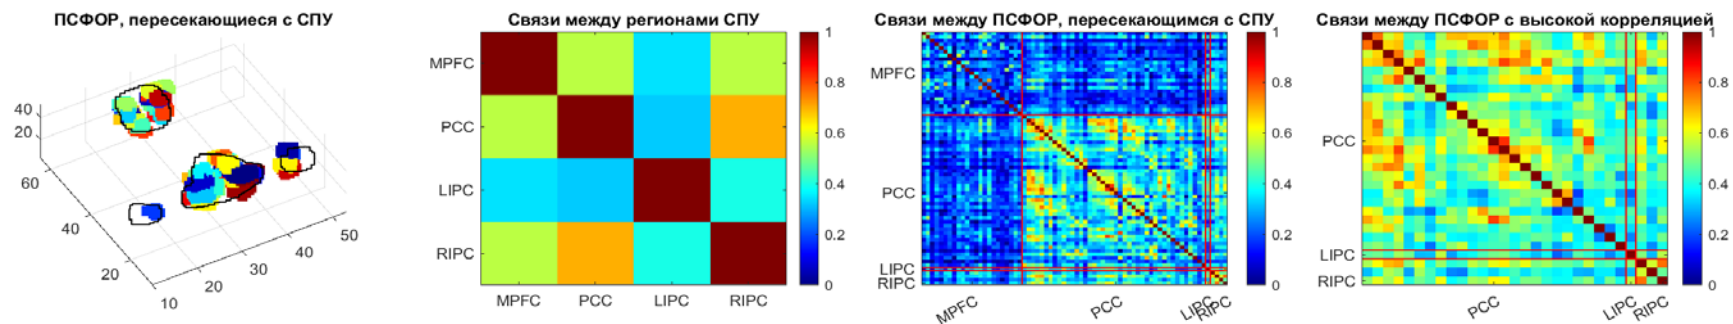 ПСФОР, пересекающиеся с СПУ
40
20
60
40
20
10
20
30
40
50
Связи между регионами СПУ
MPFC
PCC
LIPC
RIPC
MPFC
PCC
LIPC
RIPC
1
0.8
0.6
0.4
0.2
0
Связи между ПСФОР, пересекающимся с СПУ
MPFC
PCC
LIPC
RIPC
MPFC
PCC
LIPC
RIPC
1
0.8
0.6
0.4
0.2
0
Связи между ПСФОР с высокой корреляцией
PCC
LIPC
RIPC
PCC
LIPC
RIPC
1
0.8
0.6
0.4
0.2
0